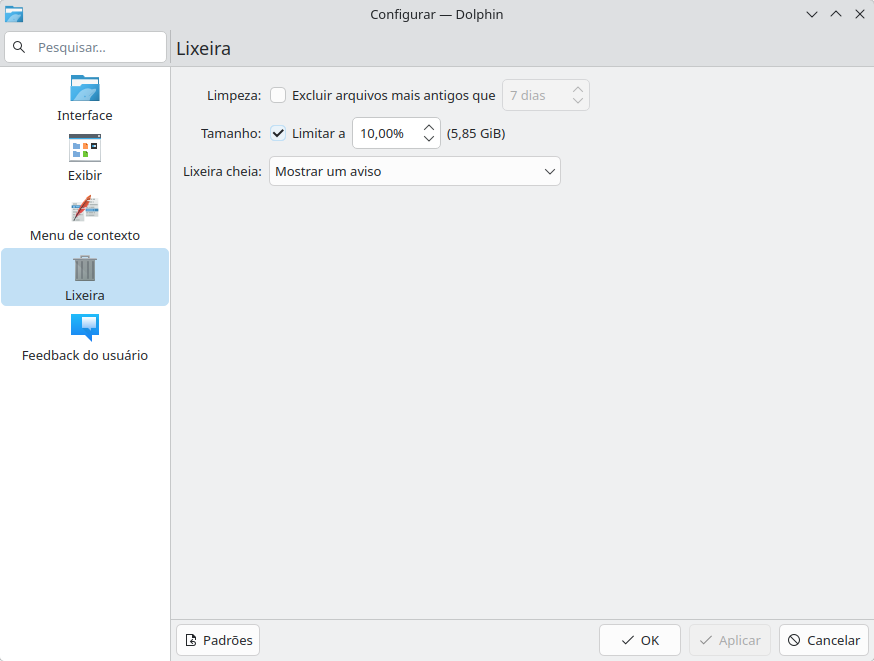 Configurar — Dolphin
Pesquisar...
Lixeira
Interface
Exibir
Menu de contexto
Lixeira
Feedback do usuário
Limpeza: Excluir arquivos mais antigos que 7 dias
Tamanho: Limitar a 10,00% (5,85 GiB)
Lixeira cheia: Mostrar um aviso
Padrões OK Aplicar Cancelar